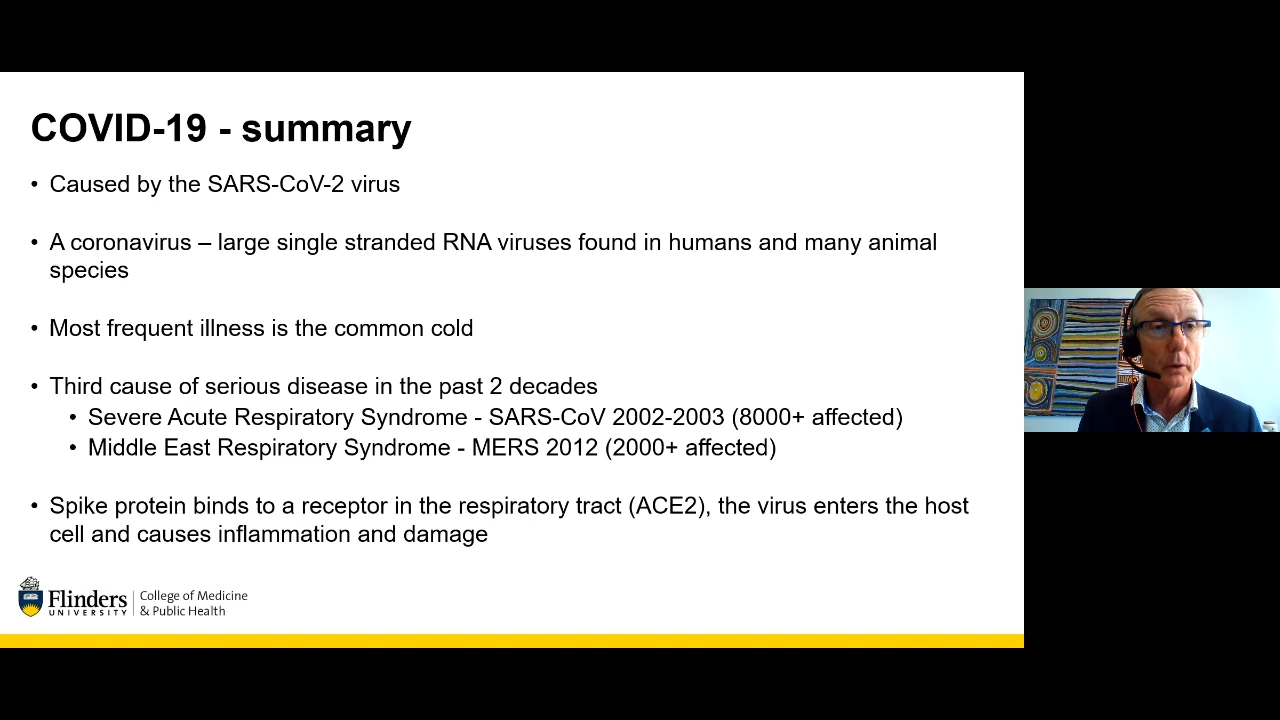 COVID-19 - summary
• Caused by the SARS-CoV-2 virus
• A coronavirus – large single stranded RNA viruses found in humans and many animal
species
• Most frequent illness is the common cold
• Third cause of serious disease in the past 2 decades
• Severe Acute Respiratory Syndrome - SARS-CoV 2002-2003 (8000+ affected)
• Middle East Respiratory Syndrome - MERS 2012 (2000+ affected)
• Spike protein binds to a receptor in the respiratory tract (ACE2), the virus enters the host
cell and causes inflammation and damage
Flinders
UNIVERSITY
College of Medicine
& Public Health